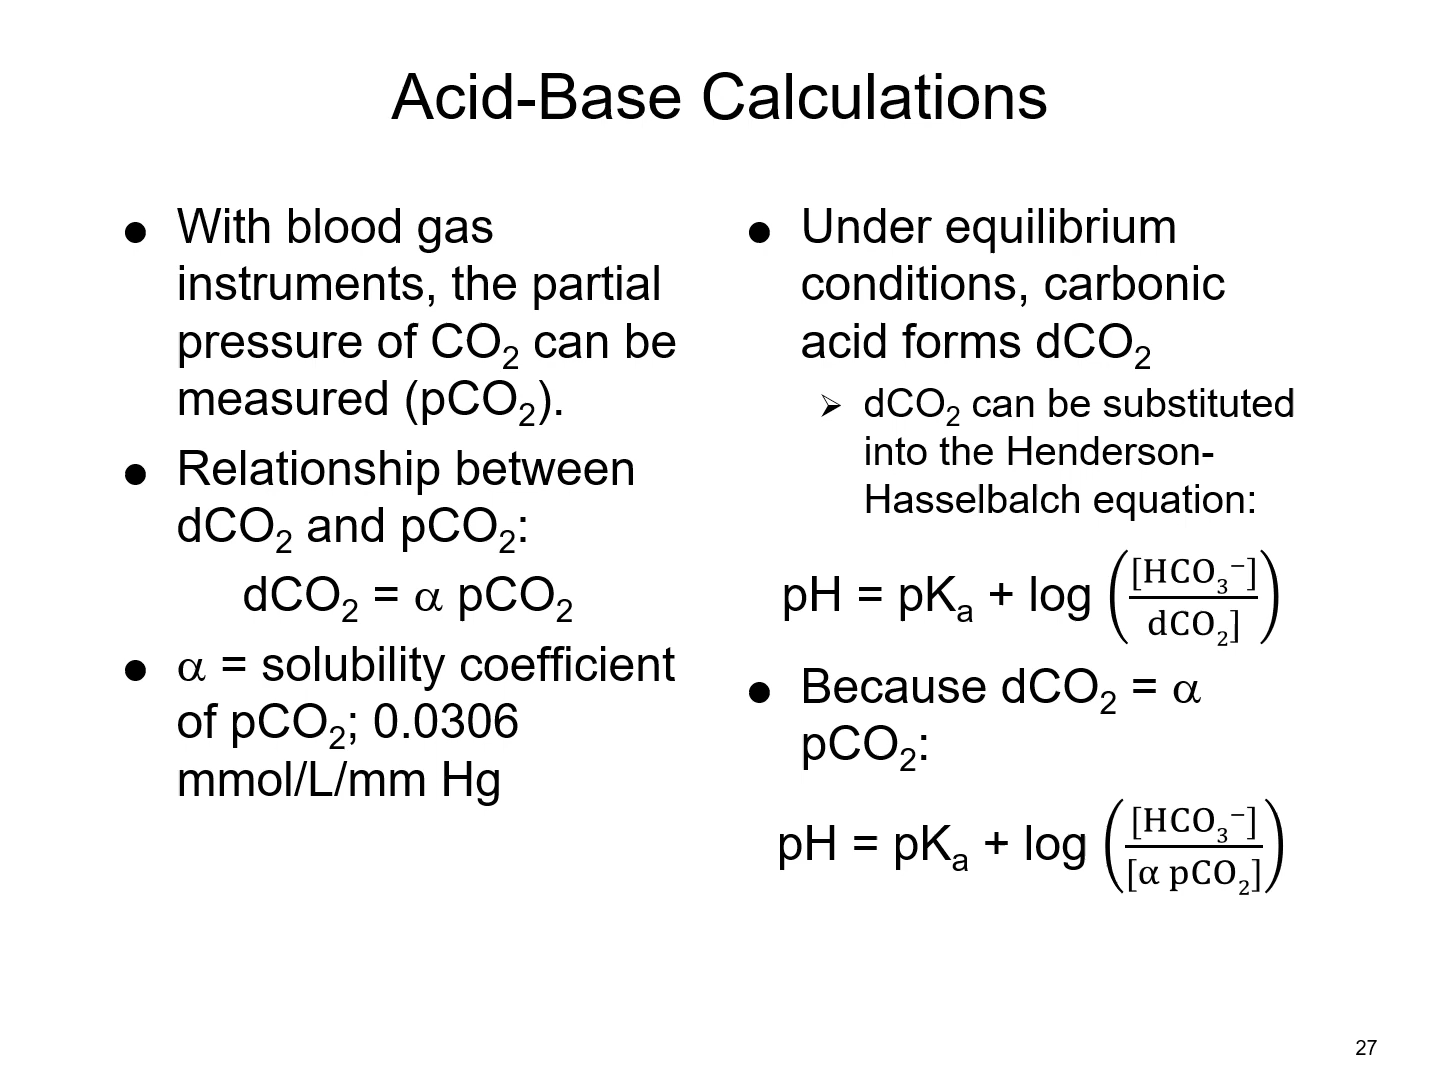 Acid-Base Calculations
● With blood gas
instruments, the partial
pressure of CO₂ can be
measured (pCO₂).
● Relationship between
dCO₂ and pCO₂:
dCO₂ = α pCO₂
● α = solubility coefficient
of pCO₂; 0.0306
mmol/L/mm Hg
● Under equilibrium
conditions, carbonic
acid forms dCO₂
➢ dCO₂ can be substituted
into the Henderson-
Hasselbalch equation:
pH = pKₐ + log ([HCO₃⁻] / dCO₂])
● Because dCO₂ = α
pCO₂:
pH = pKₐ + log ([HCO₃⁻] / [α pCO₂])
27